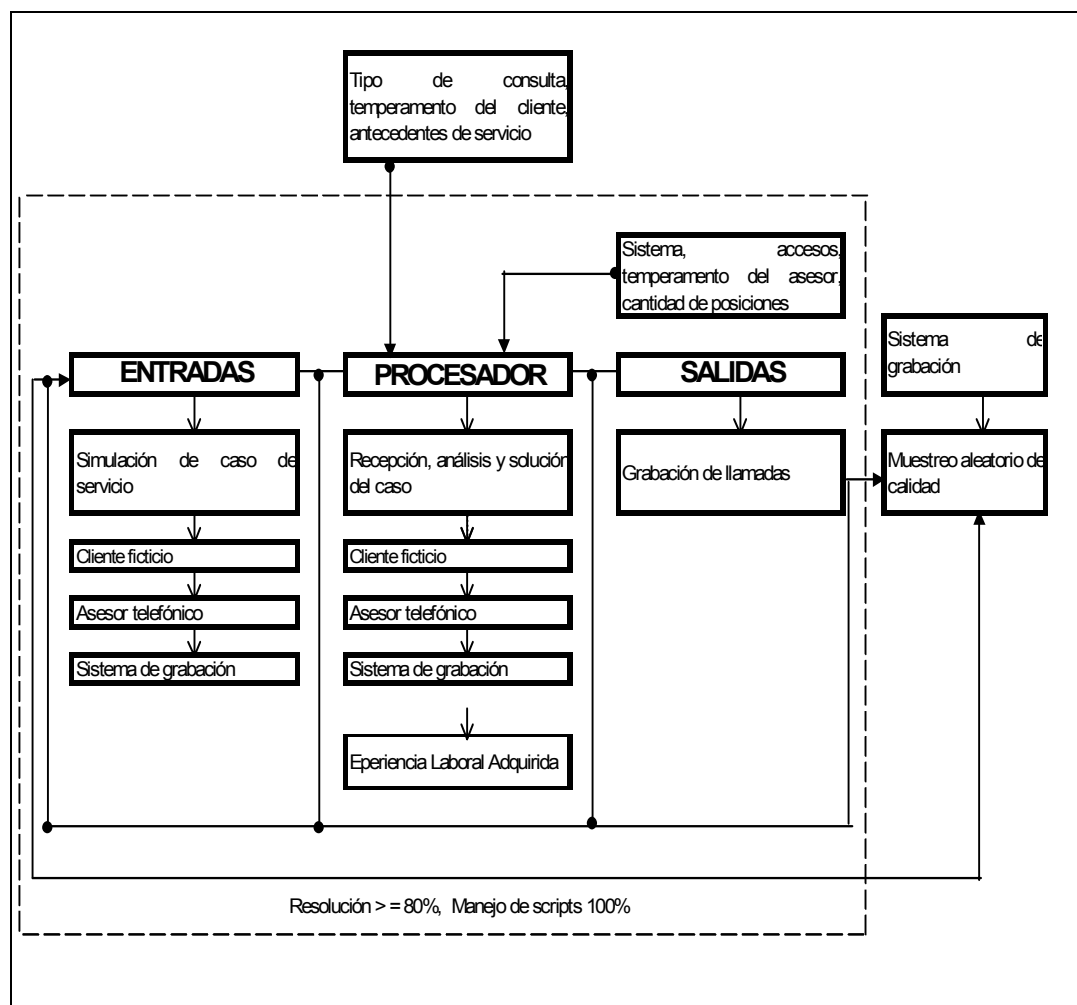 Tipo de consulta,
temperamento del cliente,
antecedentes de servicio
Sistema, accesos,
temperamento del asesor,
cantidad de posiciones
Sistema de
grabación
ENTRADAS
PROCESADOR
SALIDAS
Simulación de caso de
servicio
Recepción, análisis y solución
del caso
Grabación de llamadas
Muestreo aleatorio de
calidad
Cliente ficticio
Cliente ficticio
Asesor telefónico
Asesor telefónico
Sistema de grabación
Sistema de grabación
Eperiencia Laboral Adquirida
Resolución > = 80%, Manejo de scripts 100%